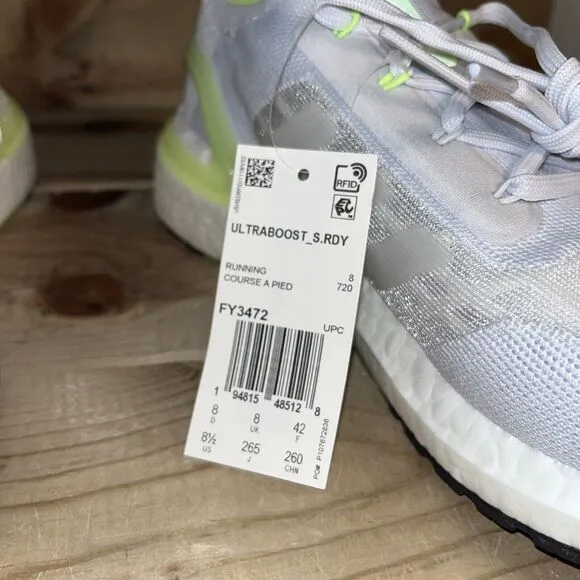 RFID
ULTRABOOST_S.RDY
RUNNING 8
COURSE A PIED 720
FY3472
UPC
1 94815 48512 8
8 8 42
D UK F
8½ 265 260
US J CHN
PO# P107672636